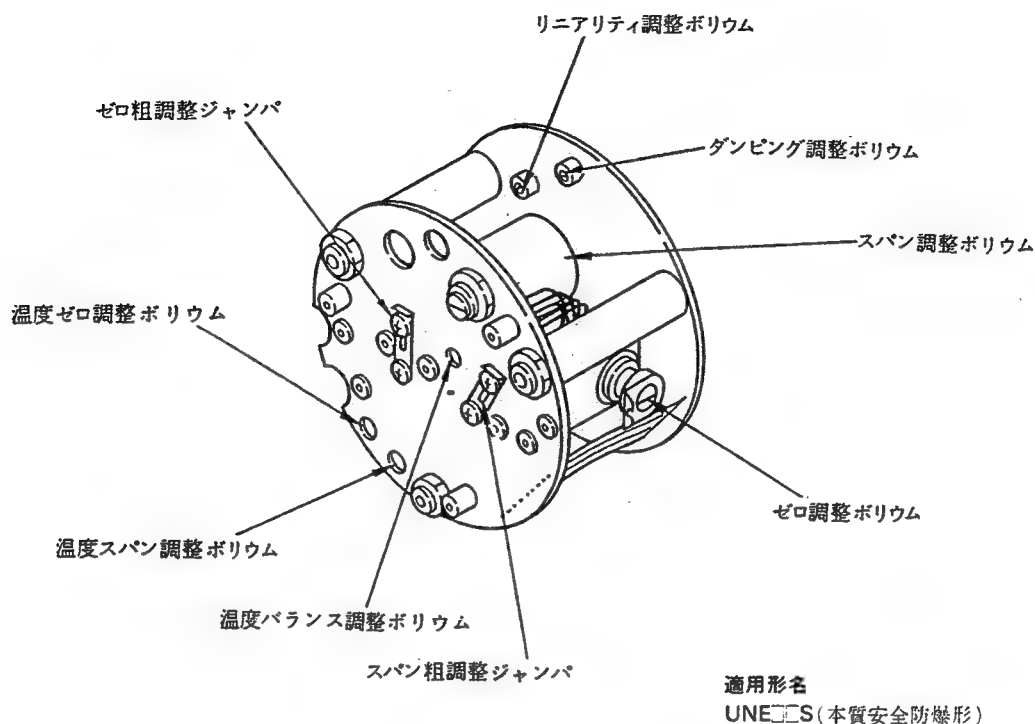 リニアリティ調整ボリウム
ゼロ粗調整ジャンパ
ダンピング調整ボリウム
スパン調整ボリウム
温度ゼロ調整ボリウム
ゼロ調整ボリウム
温度スパン調整ボリウム
温度バランス調整ボリウム
スパン粗調整ジャンパ
適用形名
UNE□□S(本質安全防爆形)